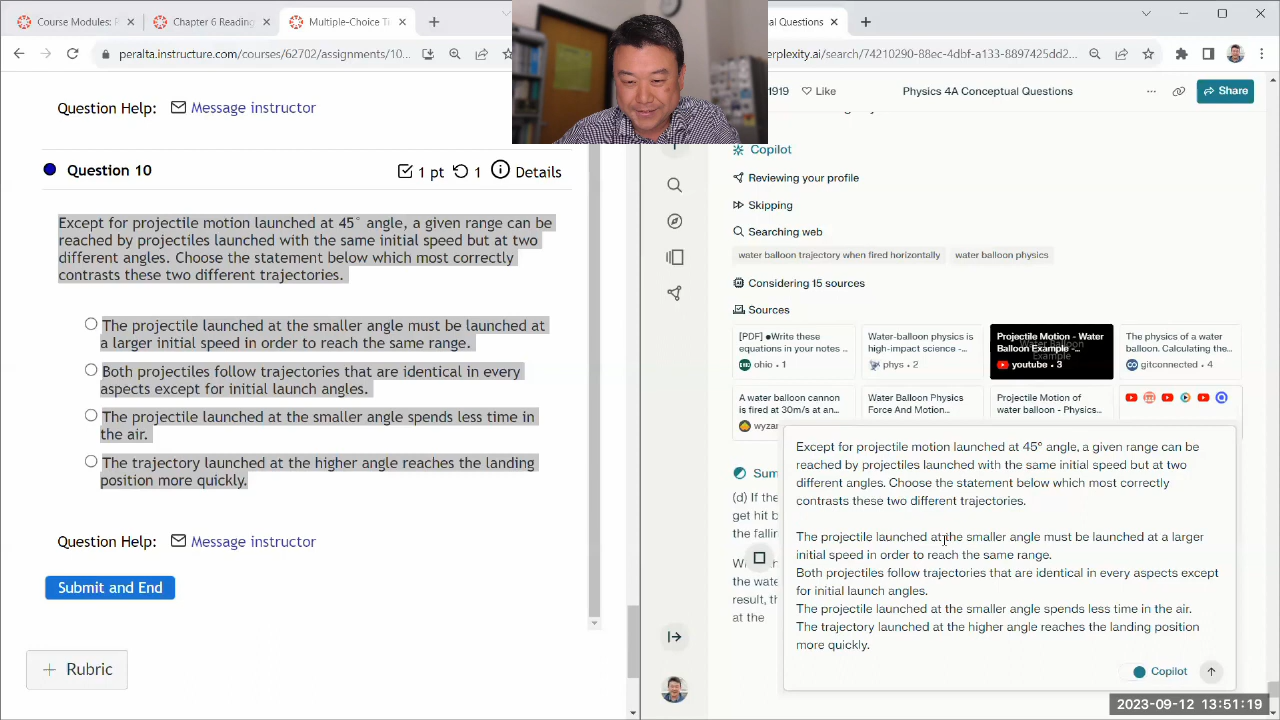 Course Modules:
Chapter 6 Reading
Multiple-Choice Ti
al Questions
peralta.instructure.com/courses/62702/assignments/10...
erplexity.ai/search/74210290-88ec-4dbf-a133-8897425dd2...
Question Help: Message instructor
Question 10
1 pt 1 Details
Except for projectile motion launched at 45° angle, a given range can be
reached by projectiles launched with the same initial speed but at two
different angles. Choose the statement below which most correctly
contrasts these two different trajectories.
The projectile launched at the smaller angle must be launched at
a larger initial speed in order to reach the same range.
Both projectiles follow trajectories that are identical in every
aspects except for initial launch angles.
The projectile launched at the smaller angle spends less time in
the air.
The trajectory launched at the higher angle reaches the landing
position more quickly.
Question Help: Message instructor
Submit and End
Rubric
1919 Like Physics 4A Conceptual Questions Share
Copilot
Reviewing your profile
Skipping
Searching web
water balloon trajectory when fired horizontally
water balloon physics
Considering 15 sources
Sources
[PDF] •Write these
equations in your notes ..
ohio • 1
Water-balloon physics is
high-impact science -...
phys • 2
Projectile Motion - Water
Balloon Example -...
youtube • 3
The physics of a water
balloon. Calculating the...
gitconnected • 4
A water balloon cannon
is fired at 30m/s at an...
wyza
Water Balloon Physics
Force And Motion...
Projectile Motion of
water balloon - Physics...
Sum
(d) If the
get hit b
the fallin
the wate
result, th
at the
Except for projectile motion launched at 45° angle, a given range can be
reached by projectiles launched with the same initial speed but at two
different angles. Choose the statement below which most correctly
contrasts these two different trajectories.
The projectile launched at the smaller angle must be launched at a larger
initial speed in order to reach the same range.
Both projectiles follow trajectories that are identical in every aspects except
for initial launch angles.
The projectile launched at the smaller angle spends less time in the air.
The trajectory launched at the higher angle reaches the landing position
more quickly.
Copilot
2023-09-12 13:51:19